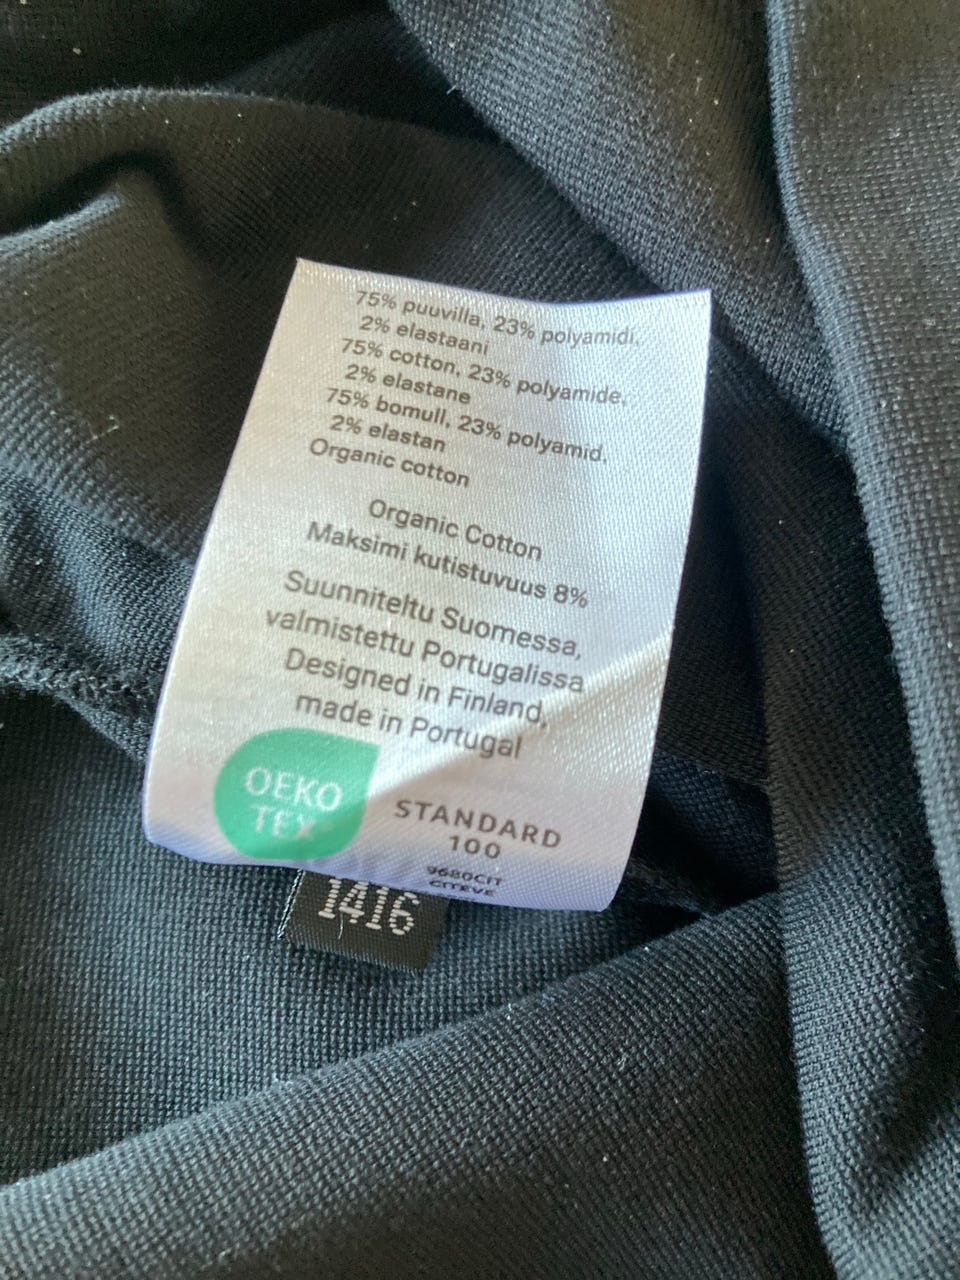 75% puuvilla, 23% polyamidi,
2% elastaani
75% cotton, 23% polyamide,
2% elastane
75% bomull, 23% polyamid,
2% elastan
Organic cotton
Organic Cotton
Maksimi kutistuvuus 8%
Suunniteltu Suomessa,
valmistettu Portugalissa
Designed in Finland,
made in Portugal
OEKO
TEX
STANDARD
100
9680CIT
CITEVE
1416